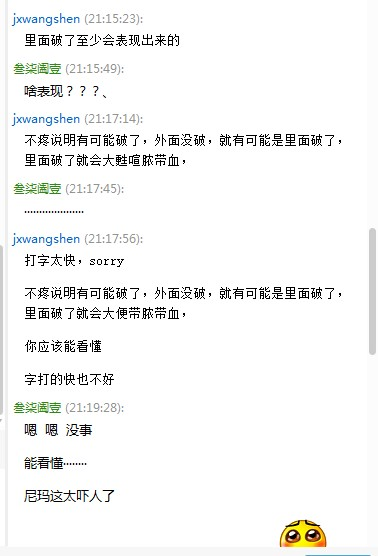 jxwangshen (21:15:23):
里面破了至少会表现出来的
叁柒阖壹 (21:15:49):
啥表现？？？、
jxwangshen (21:17:14):
不疼说明有可能破了，外面没破，就有可能是里面破了，
里面破了就会大甦喧脓带血，
叁柒阖壹 (21:17:45):
····················
jxwangshen (21:17:56):
打字太快，sorry
不疼说明有可能破了，外面没破，就有可能是里面破了，
里面破了就会大便带脓带血，
你应该能看懂
字打的快也不好
叁柒阖壹 (21:19:28):
嗯 嗯 没事
能看懂········
尼玛这太吓人了